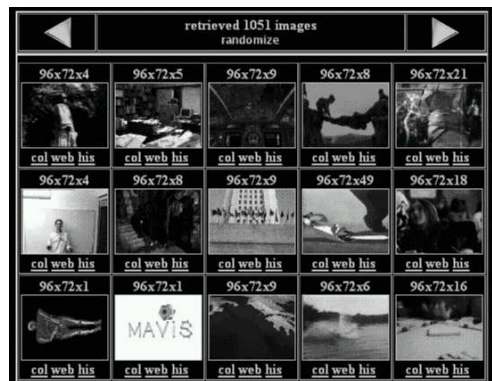 retrieved 1051 images
randomize
96x72x4 96x72x5 96x72x9 96x72x8 96x72x21
col web his col web his col web his col web his col web his
96x72x4 96x72x8 96x72x9 96x72x49 96x72x18
col web his col web his col web his col web his col web his
96x72x1 96x72x1 96x72x9 96x72x6 96x72x16
MAVIS
col web his col web his col web his col web his col web his